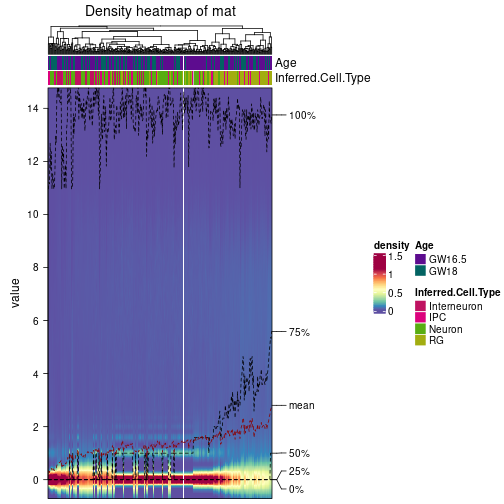 Density heatmap of mat
Age
Inferred.Cell.Type
value
14
12
10
8
6
4
2
0
100%
75%
mean
50%
25%
0%
density
1.5
1
0.5
0
Age
GW16.5
GW18
Inferred.Cell.Type
Interneuron
IPC
Neuron
RG